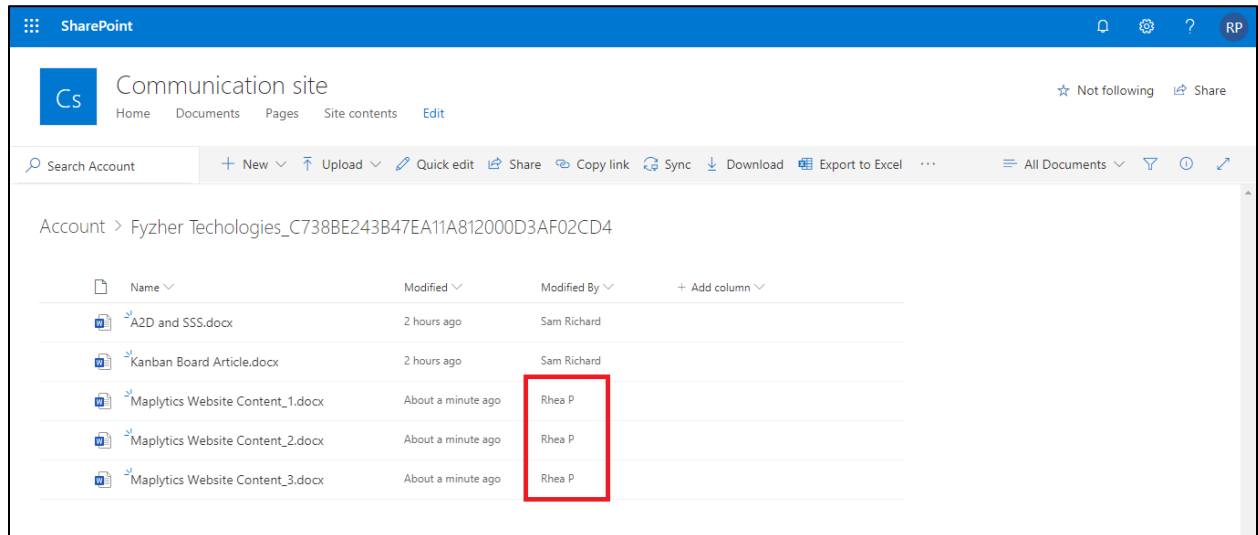 SharePoint RP
Cs Communication site
Home Documents Pages Site contents Edit Not following Share
Search Account + New Upload Quick edit Share Copy link Sync Download Export to Excel ··· All Documents
Account > Fyzher Techologies_C738BE243B47EA11A812000D3AF02CD4
Name Modified Modified By + Add column
A2D and SSS.docx 2 hours ago Sam Richard
Kanban Board Article.docx 2 hours ago Sam Richard
Maplytics Website Content_1.docx About a minute ago Rhea P
Maplytics Website Content_2.docx About a minute ago Rhea P
Maplytics Website Content_3.docx About a minute ago Rhea P